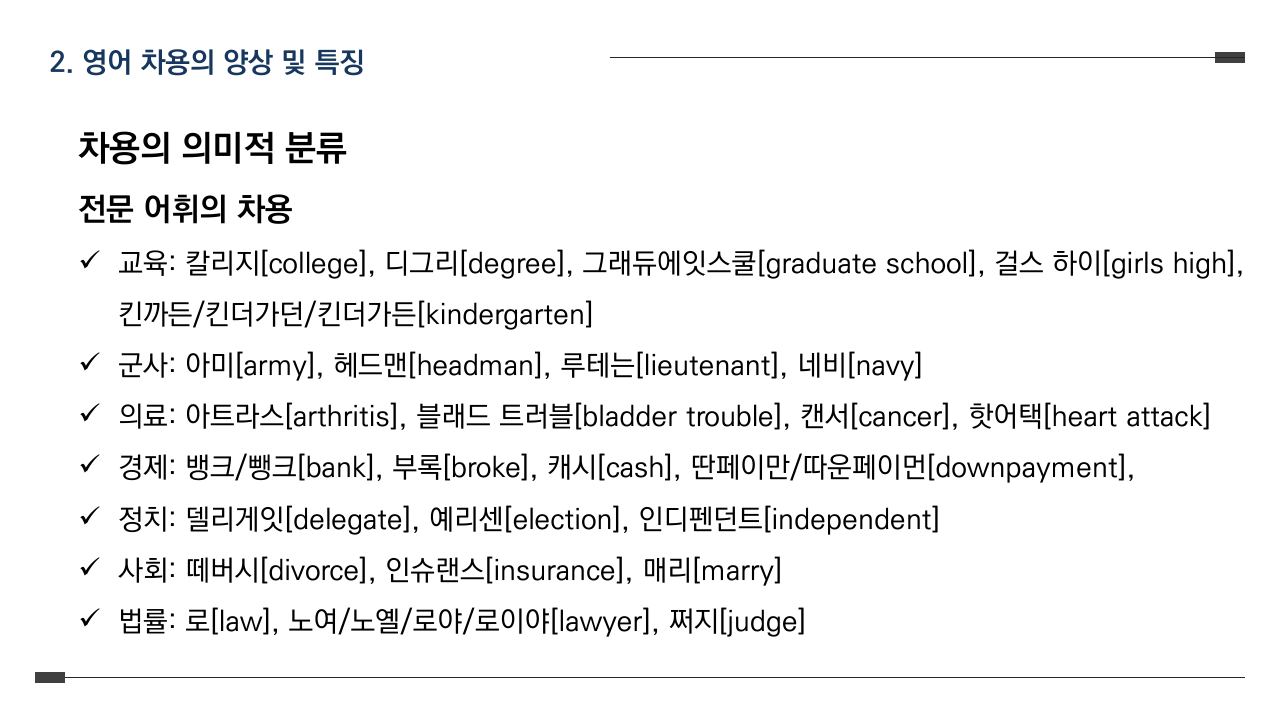 2. 영어 차용의 양상 및 특징
차용의 의미적 분류
전문 어휘의 차용
✓ 교육: 칼리지[college], 디그리[degree], 그래듀에잇스쿨[graduate school], 걸스 하이[girls high],
킨까든/킨더가던/킨더가든[kindergarten]
✓ 군사: 아미[army], 헤드맨[headman], 루테는[lieutenant], 네비[navy]
✓ 의료: 아트라스[arthritis], 블래드 트러블[bladder trouble], 캔서[cancer], 핫어택[heart attack]
✓ 경제: 뱅크/뺑크[bank], 부록[broke], 캐시[cash], 딴페이만/따운페이먼[downpayment],
✓ 정치: 델리게잇[delegate], 예리센[election], 인디펜던트[independent]
✓ 사회: 떼버시[divorce], 인슈랜스[insurance], 매리[marry]
✓ 법률: 로[law], 노여/노옐/로야/로이야[lawyer], 쩌지[judge]